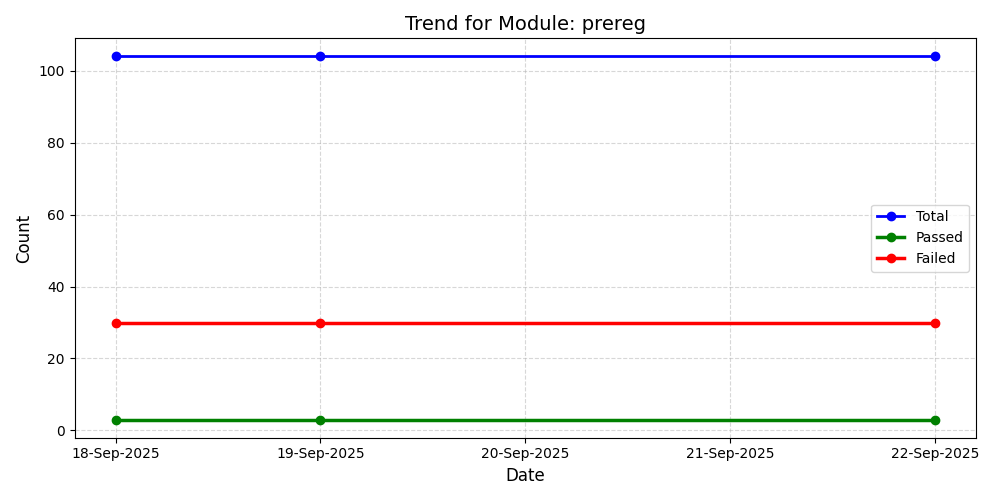 Trend for Module: prereg
Count
100
80
60
40
20
0
Total
Passed
Failed
18-Sep-2025
19-Sep-2025
20-Sep-2025
21-Sep-2025
22-Sep-2025
Date